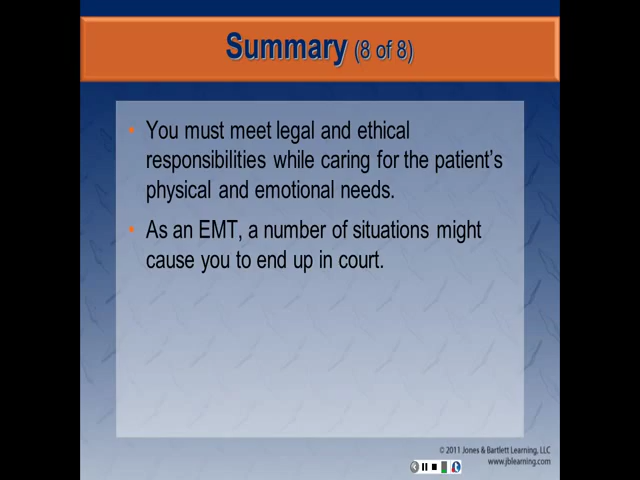 Summary (8 of 8)
• You must meet legal and ethical
responsibilities while caring for the patient's
physical and emotional needs.
• As an EMT, a number of situations might
cause you to end up in court.
© 2011 Jones & Bartlett Learning, LLC
www.jblearning.com